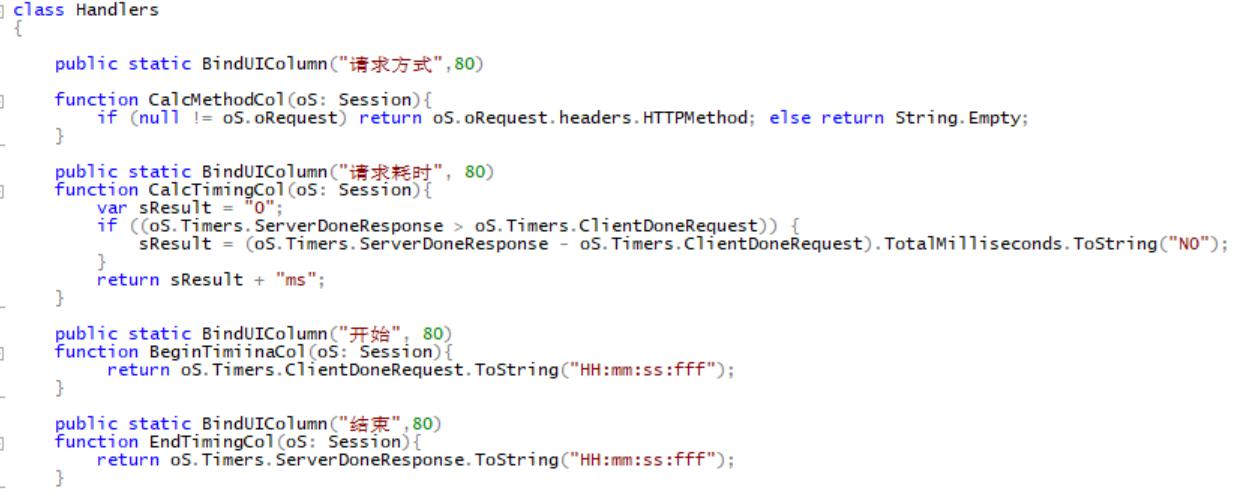 class Handlers
{
public static BindUIColumn("请求方式",80)
function CalcMethodCol(oS: Session){
if (null != oS.oRequest) return oS.oRequest.headers.HTTPMethod; else return String.Empty;
}
public static BindUIColumn("请求耗时", 80)
function CalcTimingCol(oS: Session){
var sResult = "0";
if ((oS.Timers.ServerDoneResponse > oS.Timers.ClientDoneRequest)) {
sResult = (oS.Timers.ServerDoneResponse - oS.Timers.ClientDoneRequest).TotalMilliseconds.ToString("N0");
}
return sResult + "ms";
}
public static BindUIColumn("开始", 80)
function BeginTimiinaCol(oS: Session){
return oS.Timers.ClientDoneRequest.ToString("HH:mm:ss:fff");
}
public static BindUIColumn("结束",80)
function EndTimingCol(oS: Session){
return oS.Timers.ServerDoneResponse.ToString("HH:mm:ss:fff");
}